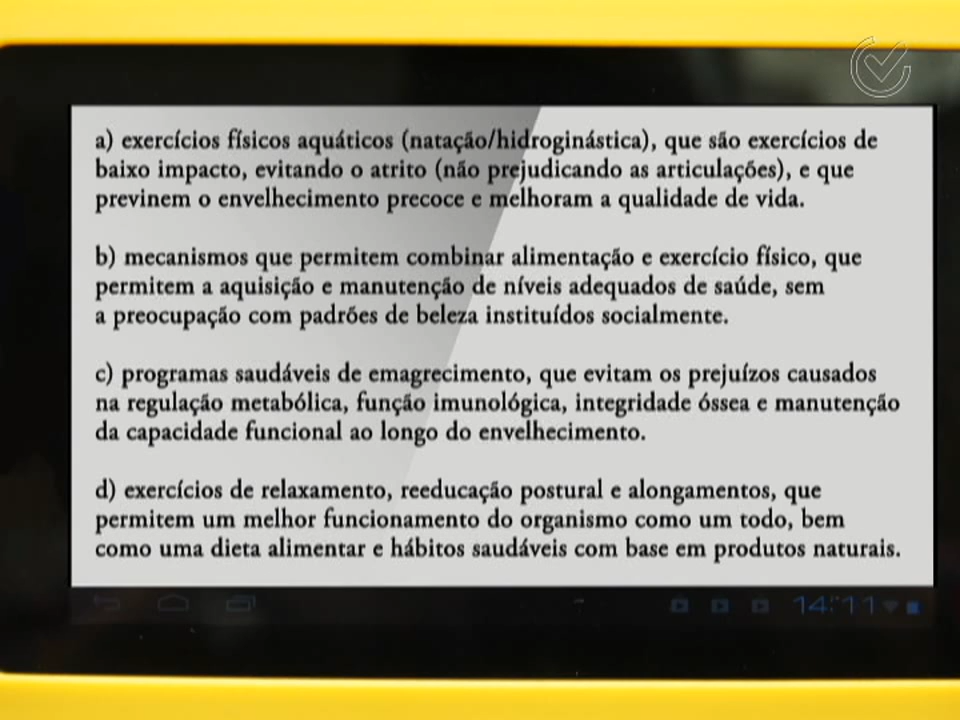 a) exercícios físicos aquáticos (natação/hidroginástica), que são exercícios de
baixo impacto, evitando o atrito (não prejudicando as articulações), e que
previnem o envelhecimento precoce e melhoram a qualidade de vida.
b) mecanismos que permitem combinar alimentação e exercício físico, que
permitem a aquisição e manutenção de níveis adequados de saúde, sem
a preocupação com padrões de beleza instituídos socialmente.
c) programas saudáveis de emagrecimento, que evitam os prejuízos causados
na regulação metabólica, função imunológica, integridade óssea e manutenção
da capacidade funcional ao longo do envelhecimento.
d) exercícios de relaxamento, reeducação postural e alongamentos, que
permitem um melhor funcionamento do organismo como um todo, bem
como uma dieta alimentar e hábitos saudáveis com base em produtos naturais.
14:11